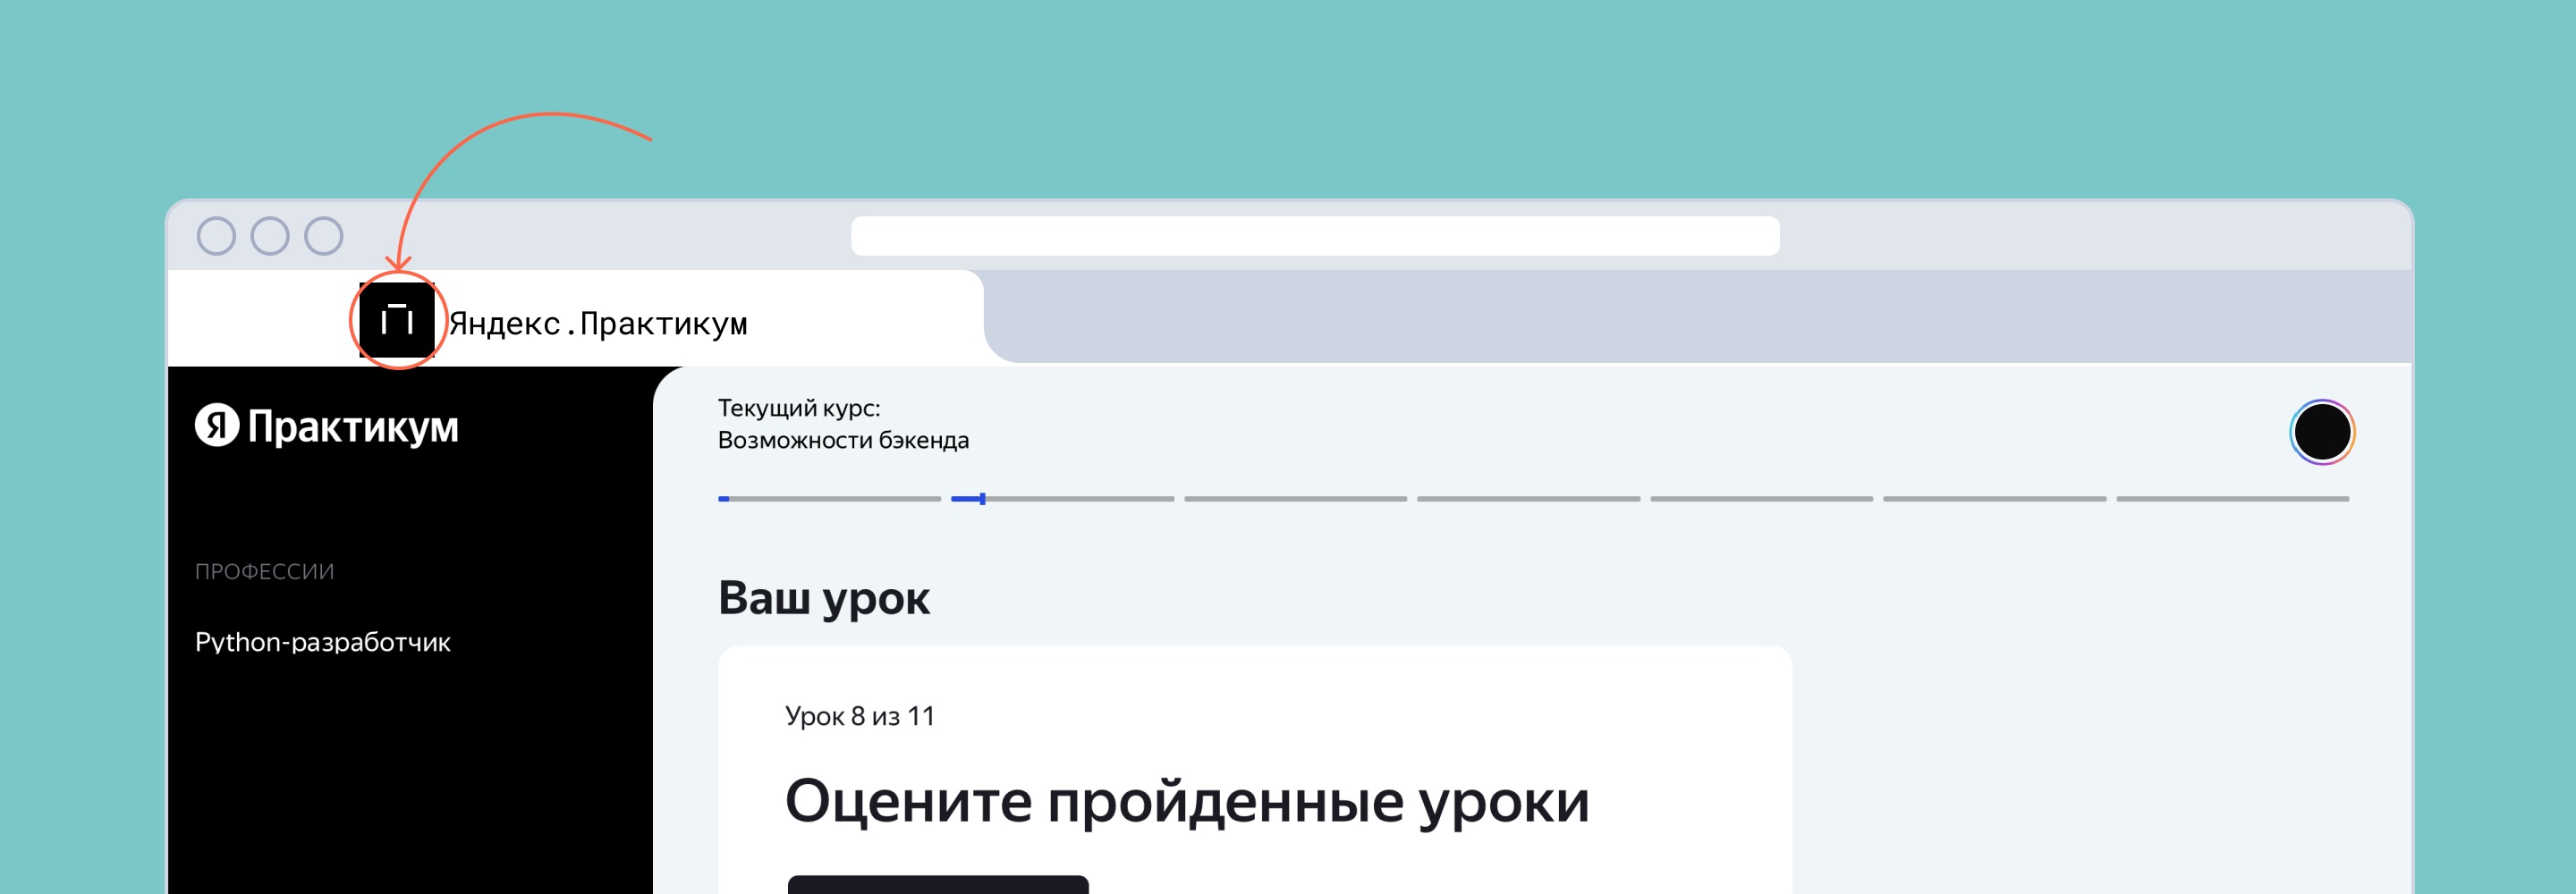 П
Яндекс.Практикум
Я Практикум
Текущий курс:
Возможности бэкенда
ПРОФЕССИИ
Python-разработчик
Ваш урок
Урок 8 из 11
Оцените пройденные уроки